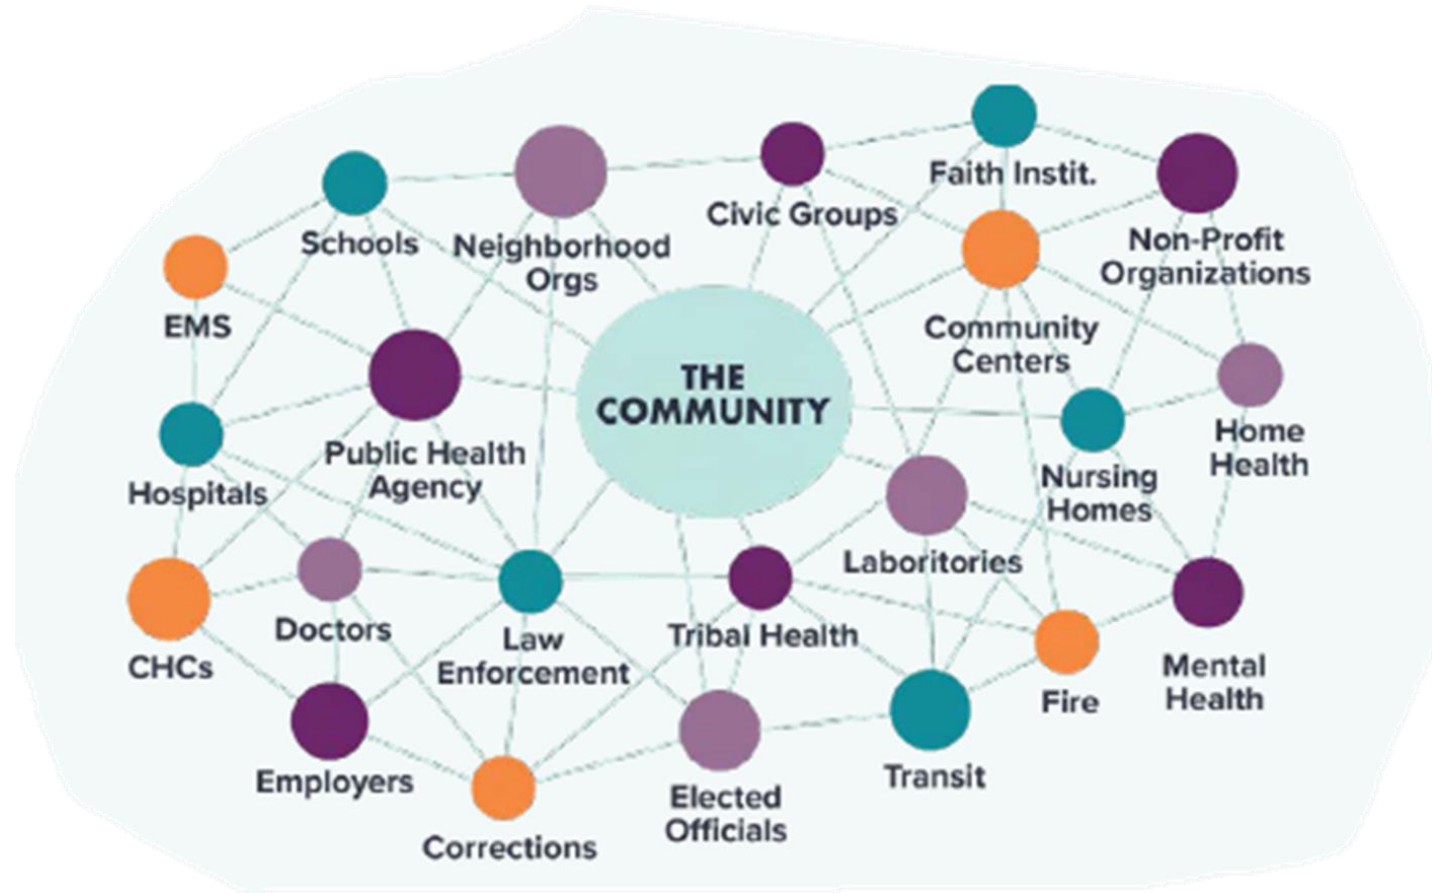 Faith Instit.
Civic Groups
Schools
Neighborhood
Orgs
Non-Profit
Organizations
EMS
Community
Centers
THE
COMMUNITY
Home
Health
Public Health
Agency
Hospitals
Nursing
Homes
Laboritories
Doctors
Law
Enforcement
Tribal Health
CHCs
Fire
Mental
Health
Employers
Transit
Elected
Officials
Corrections